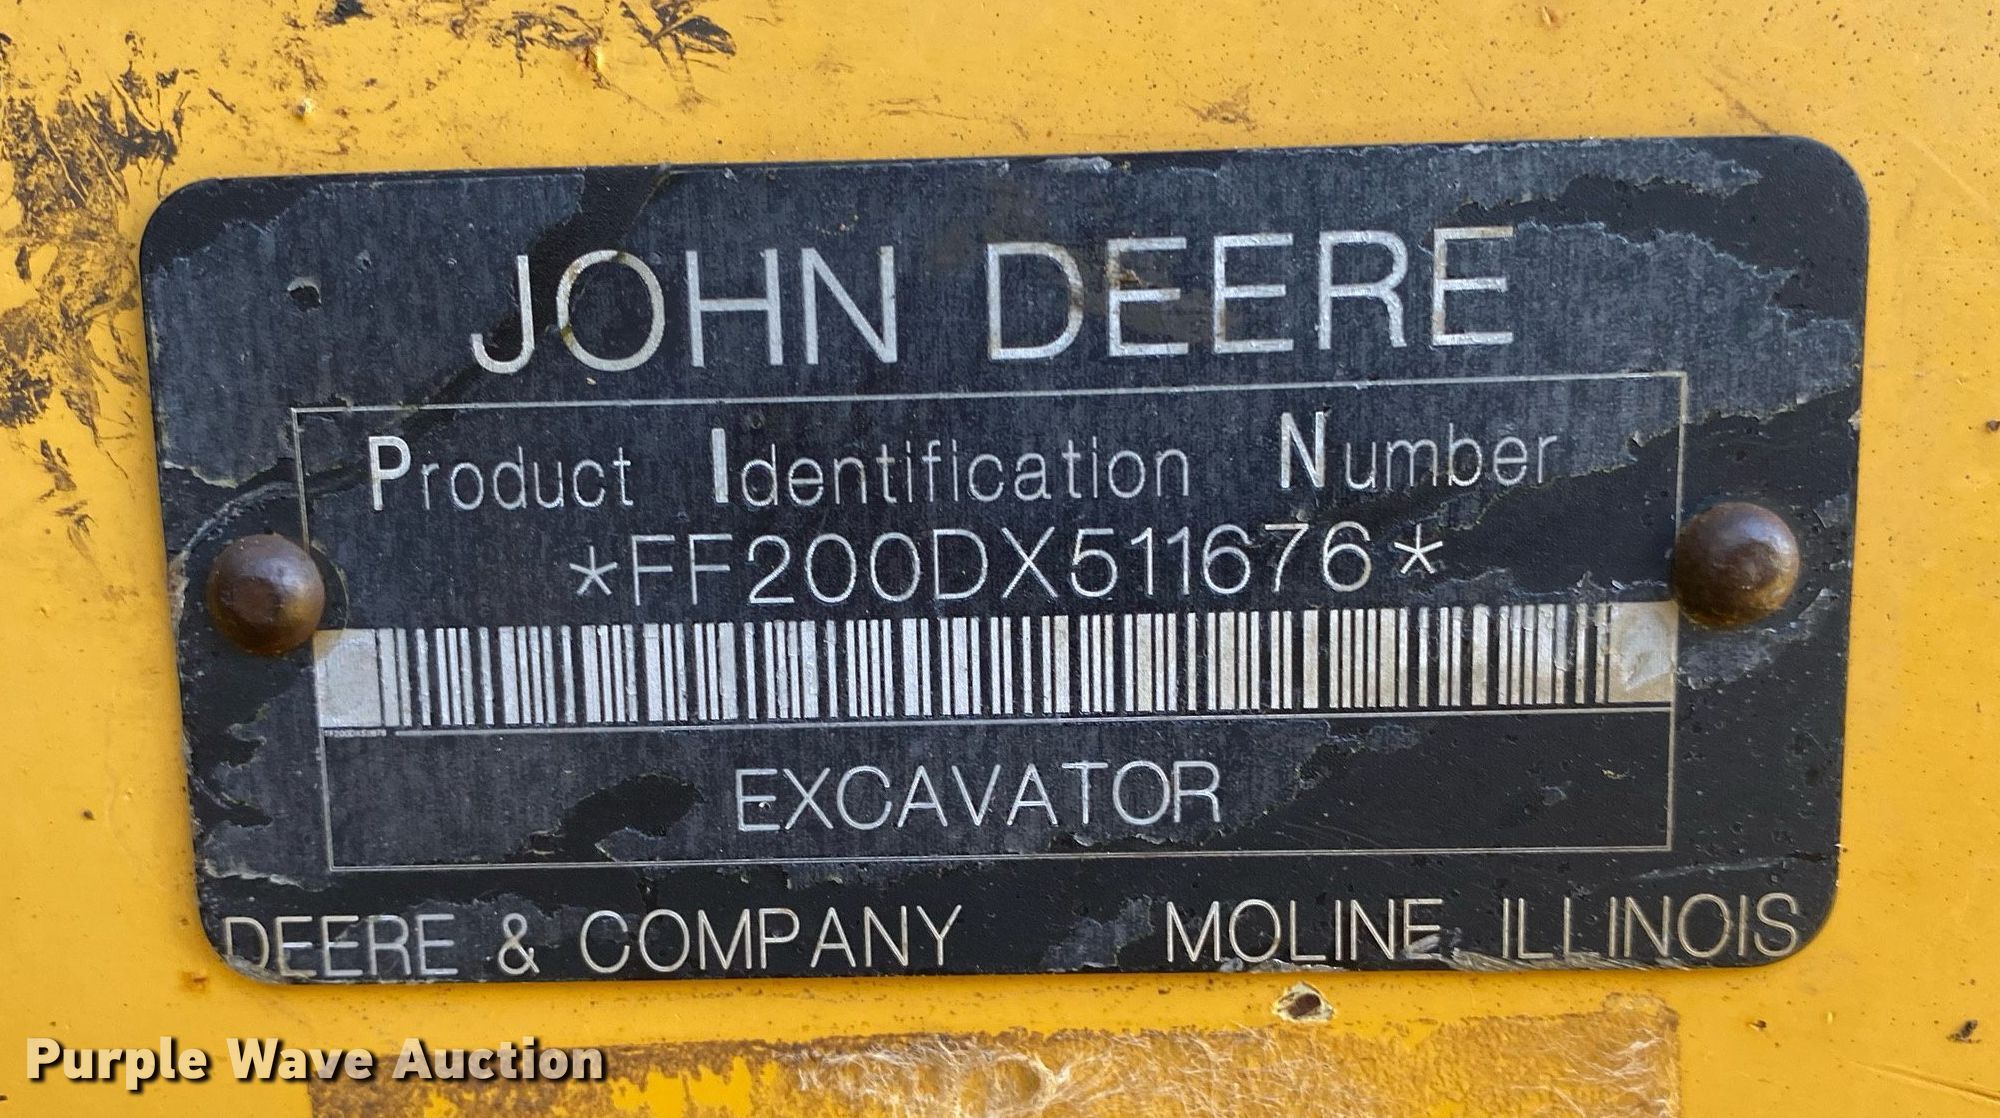 JOHN DEERE
Product Identification Number
*FF200DX511676*
EXCAVATOR
DEERE & COMPANY MOLINE, ILLINOIS
Purple Wave Auction